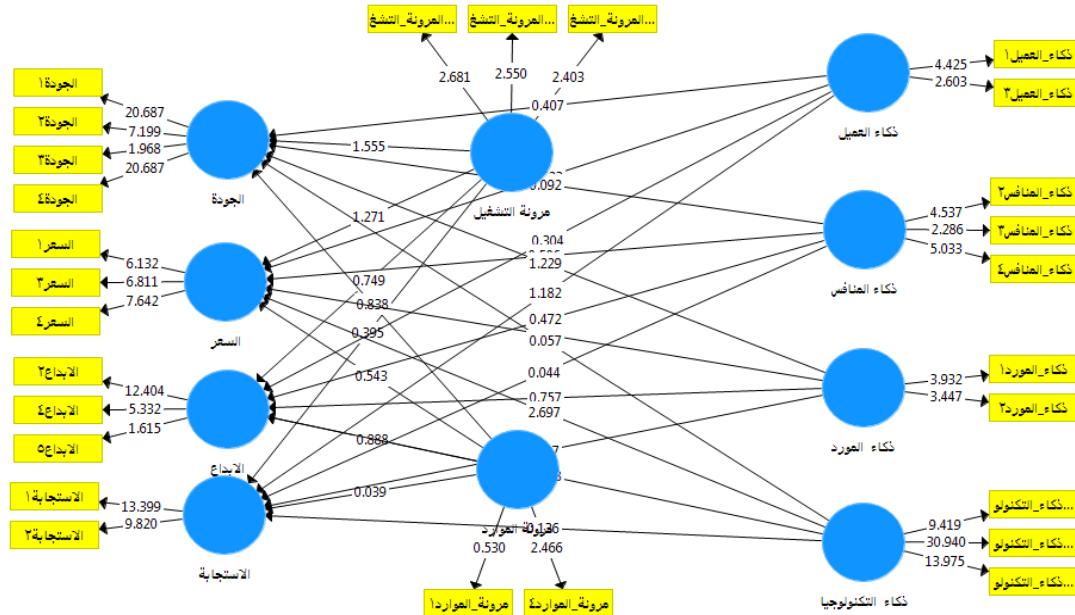 المرونة_التشغ...
المرونة_التشغ...
المرونة_التشغ...
2.681
2.550
2.403
ذكاء_العميل١
ذكاء_العميل٣
4.425
2.603
ذكاء العميل
الجودة١
الجودة٢
الجودة٣
الجودة٤
20.687
7.199
1.968
20.687
الجودة
0.407
1.555
0.092
مرونة التشغيل
1.271
ذكاء_المنافس٢
ذكاء_المنافس٣
ذكاء_المنافس٤
4.537
2.286
5.033
ذكاء المنافس
السعر١
السعر٣
السعر٤
6.132
6.811
7.642
السعر
0.304
1.229
0.749
1.182
0.838
0.472
0.395
0.057
0.044
0.543
ذكاء_المورد١
ذكاء_المورد٢
3.932
3.447
ذكاء المورد
الابداع٢
الابداع٤
الابداع٥
12.404
5.332
1.615
الابداع
0.757
2.697
0.888
0.039
الاستجابة١
الاستجابة٢
13.399
9.820
الاستجابة
مرونة الموارد
0.530
2.466
مرونة_الموارد١
مرونة_الموارد٤
ذكاء_التكنولو...
ذكاء_التكنولو...
ذكاء_التكنولو...
9.419
30.940
13.975
ذكاء التكنولوجيا